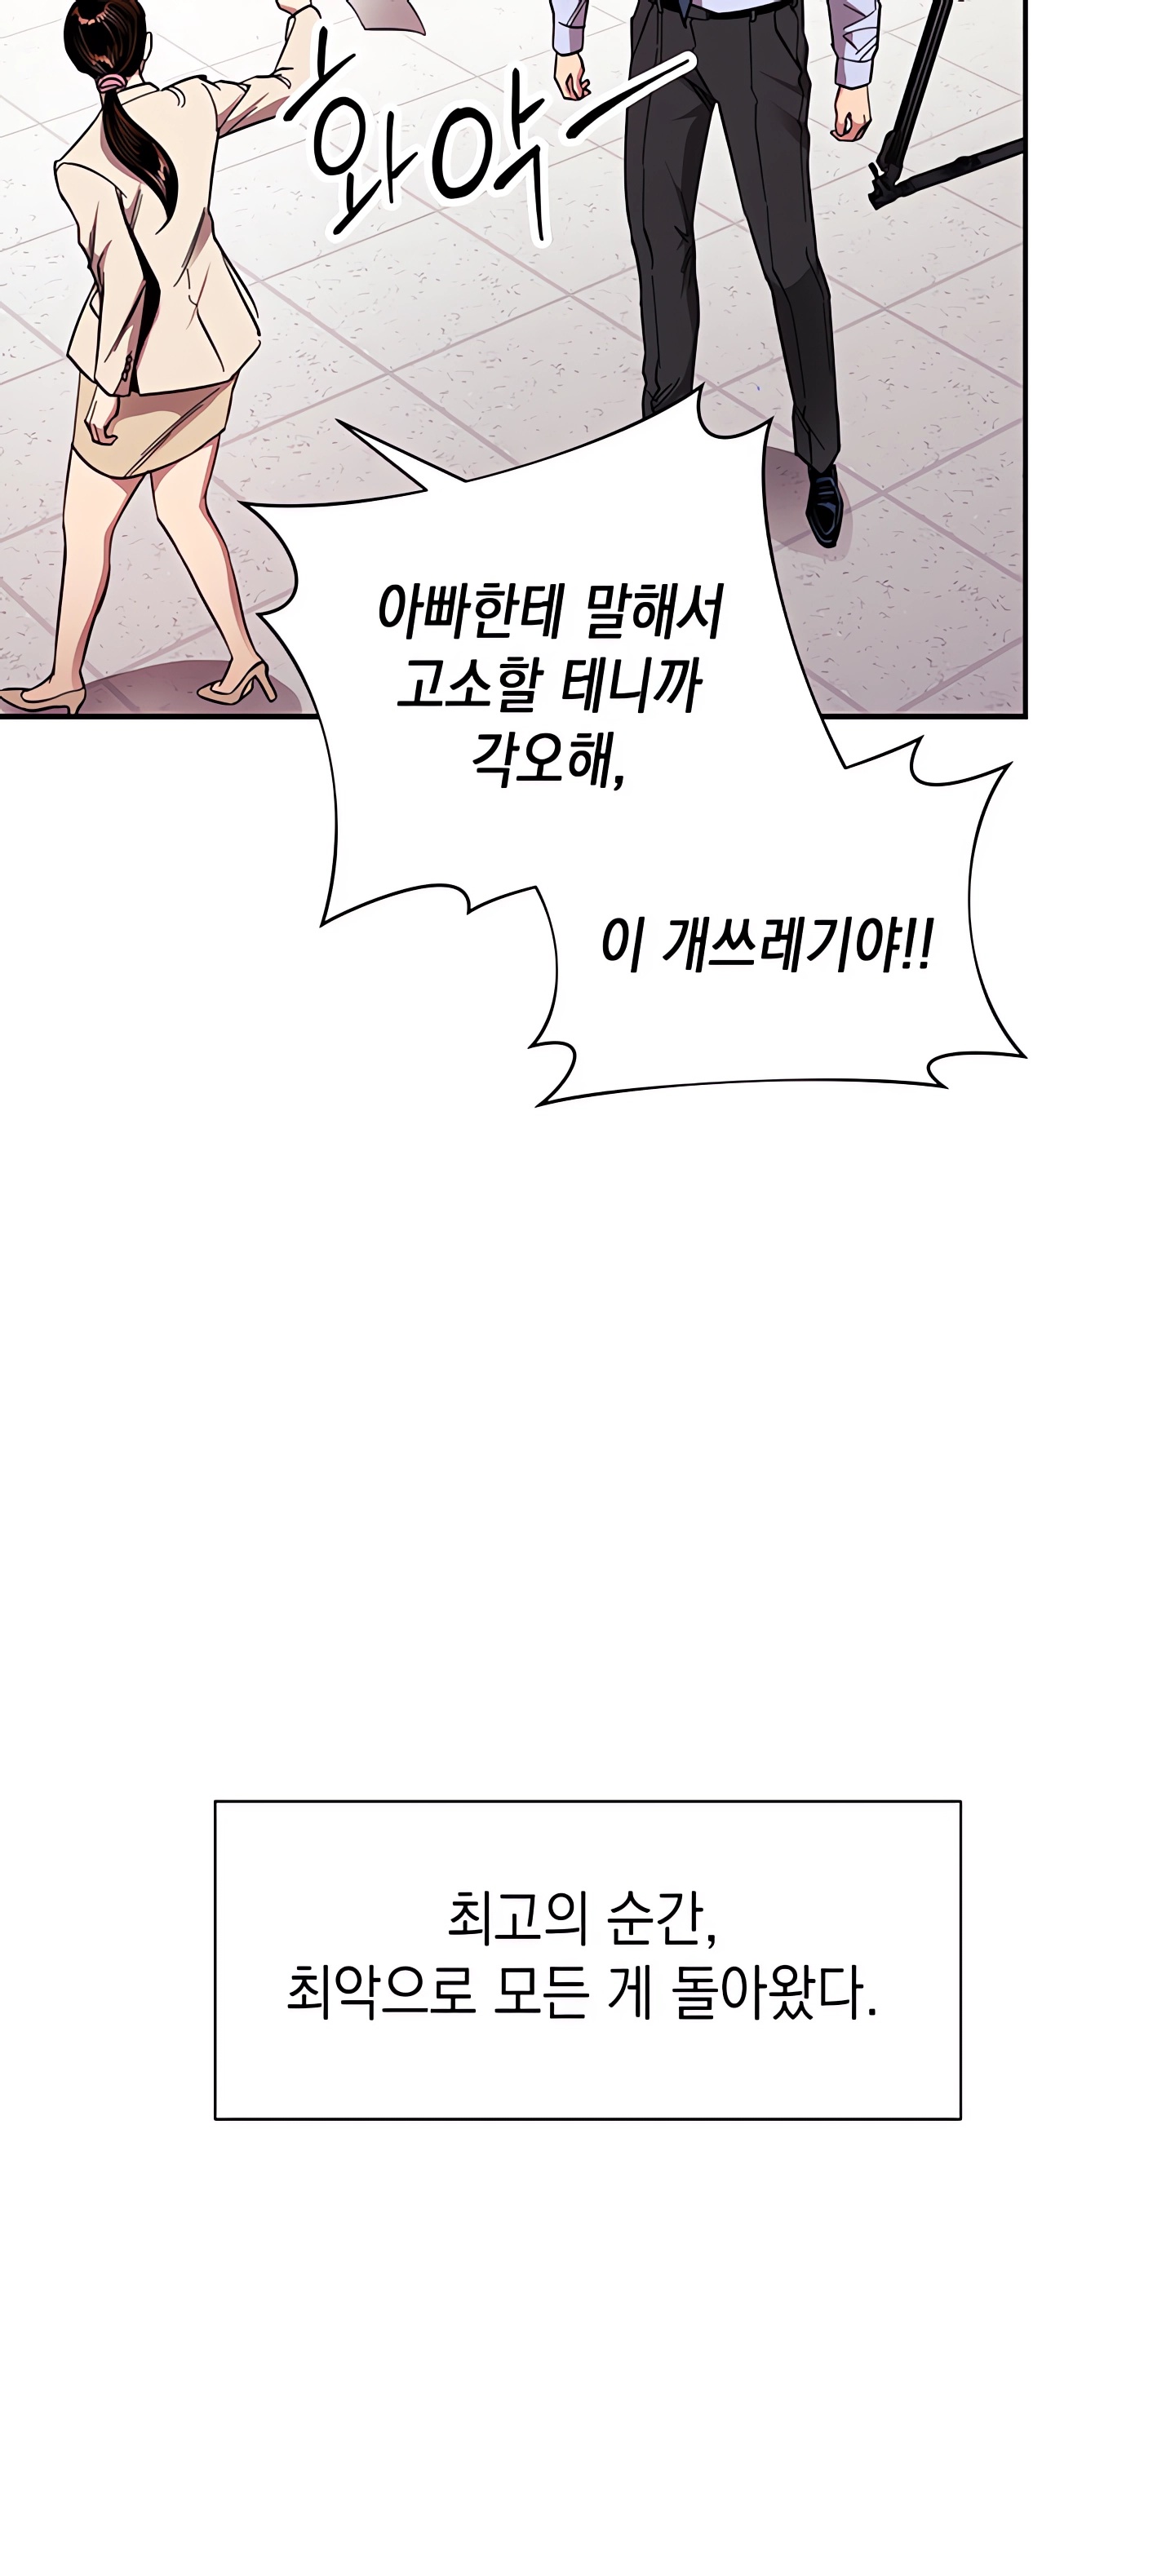 와악
아빠한테 말해서
고소할 테니까
각오해,
이 개쓰레기야!!
최고의 순간,
최악으로 모든 게 돌아왔다.